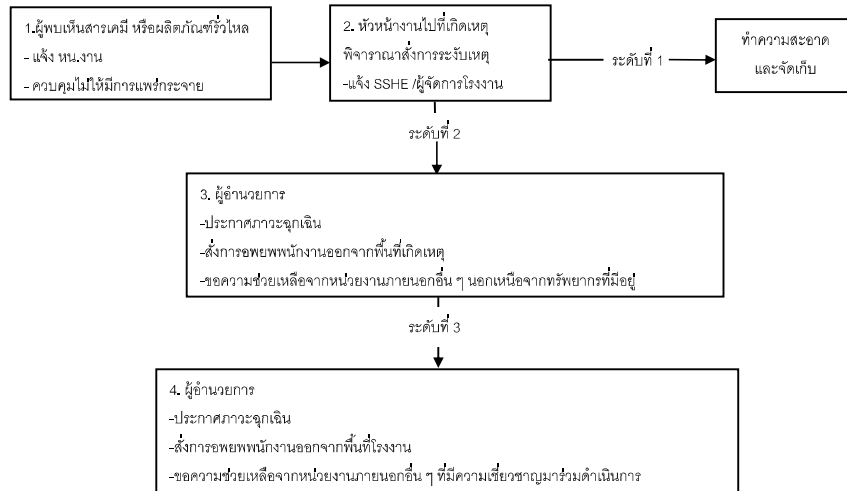 1.ผู้พบเห็นสารเคมี หรือผลิตภัณฑ์รั่วไหล
- แจ้ง หน.งาน
- ควบคุมไม่ให้มีการแพร่กระจาย
2. หัวหน้างานไปที่เกิดเหตุ
พิจาราณาสั่งการระงับเหตุ
-แจ้ง SSHE /ผู้จัดการโรงงาน
ระดับที่ 1
ทำความสะอาด
และจัดเก็บ
ระดับที่ 2
3. ผู้อำนวยการ
-ประกาศภาวะฉุกเฉิน
-สั่งการอพยพพนักงานออกจากพื้นที่เกิดเหตุ
-ขอความช่วยเหลือจากหน่วยงานภายนอกอื่น ๆ นอกเหนือจากทรัพยากรที่มีอยู่
ระดับที่ 3
4. ผู้อำนวยการ
-ประกาศภาวะฉุกเฉิน
-สั่งการอพยพพนักงานออกจากพื้นที่โรงงาน
-ขอความช่วยเหลือจากหน่วยงานภายนอกอื่น ๆ ที่มีความเชี่ยวชาญมาร่วมดำเนินการ